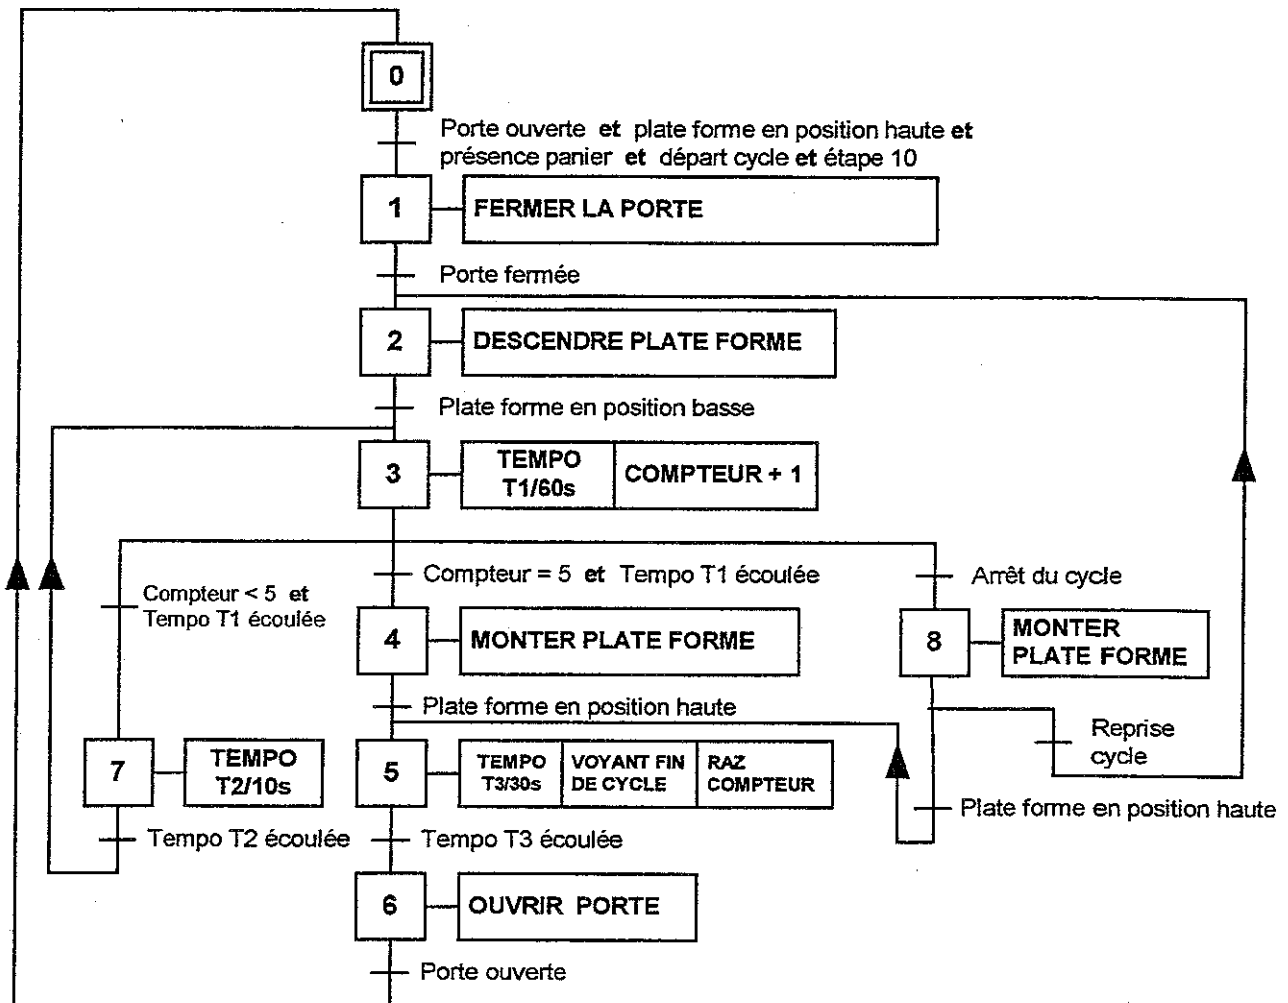 0
Porte ouverte et plate forme en position haute et
présence panier et départ cycle et étape 10
1
FERMER LA PORTE
Porte fermée
2
DESCENDRE PLATE FORME
Plate forme en position basse
3
TEMPO
T1/60s
COMPTEUR + 1
Compteur < 5 et
Tempo T1 écoulée
Compteur = 5 et Tempo T1 écoulée
Arrêt du cycle
4
MONTER PLATE FORME
8
MONTER
PLATE FORME
Plate forme en position haute
Reprise
cycle
7
TEMPO
T2/10s
5
TEMPO
T3/30s
VOYANT FIN
DE CYCLE
RAZ
COMPTEUR
Plate forme en position haute
Tempo T2 écoulée
Tempo T3 écoulée
6
OUVRIR PORTE
Porte ouverte